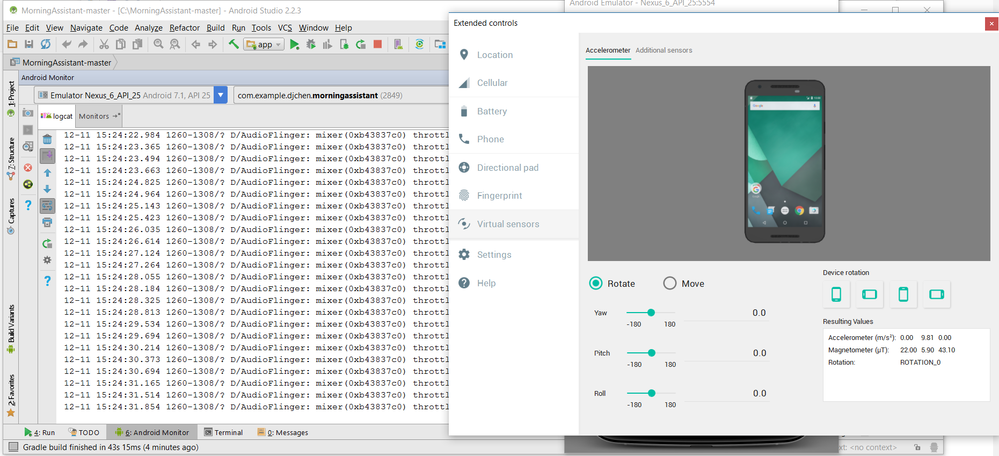 MorningAssistant-master - [C:\MorningAssistant-master] - Android Studio 2.2.3
File Edit View Navigate Code Analyze Refactor Build Run Tools VCS Window Help
app
MorningAssistant-master
Android Monitor
Emulator Nexus_6_API_25 Android 7.1, API 25
com.example.djchen.morningassistant (2849)
logcat
Monitors
1: Project
7: Structure
Captures
Build Variants
2: Favorites
12-11 15:24:22.984 1260-1308/? D/AudioFlinger: mixer(0xb43837c0) throttl
12-11 15:24:23.365 1260-1308/? D/AudioFlinger: mixer(0xb43837c0) throttl
12-11 15:24:23.494 1260-1308/? D/AudioFlinger: mixer(0xb43837c0) throttl
12-11 15:24:23.663 1260-1308/? D/AudioFlinger: mixer(0xb43837c0) throttl
12-11 15:24:24.825 1260-1308/? D/AudioFlinger: mixer(0xb43837c0) throttl
12-11 15:24:24.964 1260-1308/? D/AudioFlinger: mixer(0xb43837c0) throttl
12-11 15:24:25.143 1260-1308/? D/AudioFlinger: mixer(0xb43837c0) throttl
12-11 15:24:25.423 1260-1308/? D/AudioFlinger: mixer(0xb43837c0) throttl
12-11 15:24:26.035 1260-1308/? D/AudioFlinger: mixer(0xb43837c0) throttl
12-11 15:24:26.614 1260-1308/? D/AudioFlinger: mixer(0xb43837c0) throttl
12-11 15:24:27.124 1260-1308/? D/AudioFlinger: mixer(0xb43837c0) throttl
12-11 15:24:27.264 1260-1308/? D/AudioFlinger: mixer(0xb43837c0) throttl
12-11 15:24:28.055 1260-1308/? D/AudioFlinger: mixer(0xb43837c0) throttl
12-11 15:24:28.184 1260-1308/? D/AudioFlinger: mixer(0xb43837c0) throttl
12-11 15:24:28.325 1260-1308/? D/AudioFlinger: mixer(0xb43837c0) throttl
12-11 15:24:28.813 1260-1308/? D/AudioFlinger: mixer(0xb43837c0) throttl
12-11 15:24:29.534 1260-1308/? D/AudioFlinger: mixer(0xb43837c0) throttl
12-11 15:24:29.694 1260-1308/? D/AudioFlinger: mixer(0xb43837c0) throttl
12-11 15:24:30.214 1260-1308/? D/AudioFlinger: mixer(0xb43837c0) throttl
12-11 15:24:30.373 1260-1308/? D/AudioFlinger: mixer(0xb43837c0) throttl
12-11 15:24:30.694 1260-1308/? D/AudioFlinger: mixer(0xb43837c0) throttl
12-11 15:24:31.165 1260-1308/? D/AudioFlinger: mixer(0xb43837c0) throttl
12-11 15:24:31.514 1260-1308/? D/AudioFlinger: mixer(0xb43837c0) throttl
12-11 15:24:31.854 1260-1308/? D/AudioFlinger: mixer(0xb43837c0) throttl
4: Run TODO 6: Android Monitor Terminal 0: Messages
Gradle build finished in 43s 15ms (4 minutes ago)
xt: <no context>
Android Emulator - Nexus_6_API_25:5554
Extended controls
Location
Cellular
Battery
Phone
Directional pad
Fingerprint
Virtual sensors
Settings
Help
Accelerometer Additional sensors
Google
Rotate Move
Yaw 0.0
-180 180
Pitch 0.0
-180 180
Roll 0.0
-180 180
Device rotation
Resulting Values
Accelerometer (m/s²): 0.00 9.81 0.00
Magnetometer (µT): 22.00 5.90 43.10
Rotation: ROTATION_0